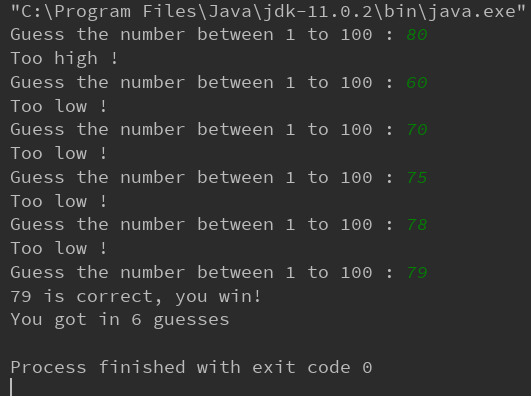 "C:\Program Files\Java\jdk-11.0.2\bin\java.exe"
Guess the number between 1 to 100 : 80
Too high !
Guess the number between 1 to 100 : 60
Too low !
Guess the number between 1 to 100 : 70
Too low !
Guess the number between 1 to 100 : 75
Too low !
Guess the number between 1 to 100 : 78
Too low !
Guess the number between 1 to 100 : 79
79 is correct, you win!
You got in 6 guesses
Process finished with exit code 0